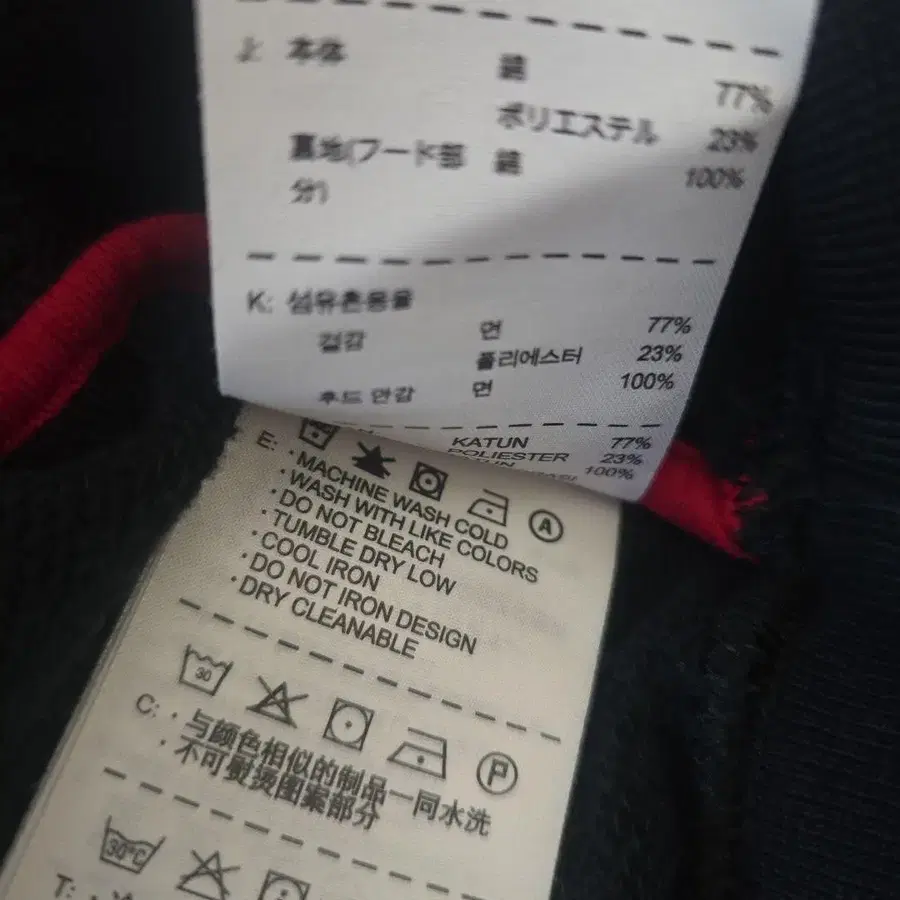 J: 本体 綿 77%
ポリエステル 23%
裏地(フード部 綿 100%
分)
K: 섬유혼용율
겉감 면 77%
폴리에스터 23%
후드 안감 면 100%
KATUN 77%
POLIESTER 23%
100%
E:
· MACHINE WASH COLD
· WASH WITH LIKE COLORS
· DO NOT BLEACH
· TUMBLE DRY LOW
· COOL IRON
· DO NOT IRON DESIGN
· DRY CLEANABLE
A
30
P
C: · 与颜色相似的制品一同水洗
· 不可熨烫图案部分
30°C
T: ·